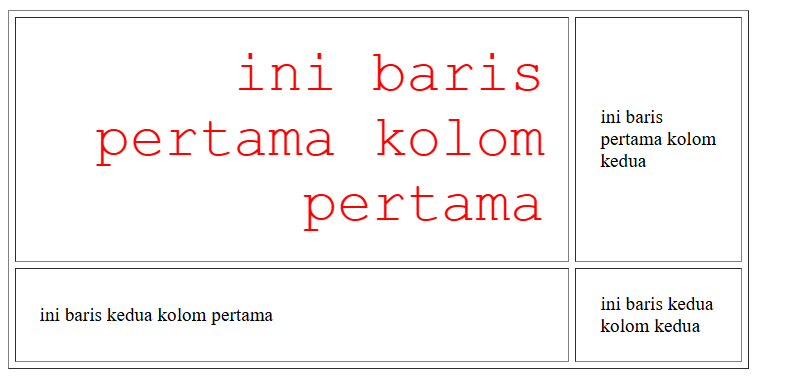 ini baris
pertama kolom
pertama
ini baris
pertama kolom
kedua
ini baris kedua kolom pertama
ini baris kedua
kolom kedua